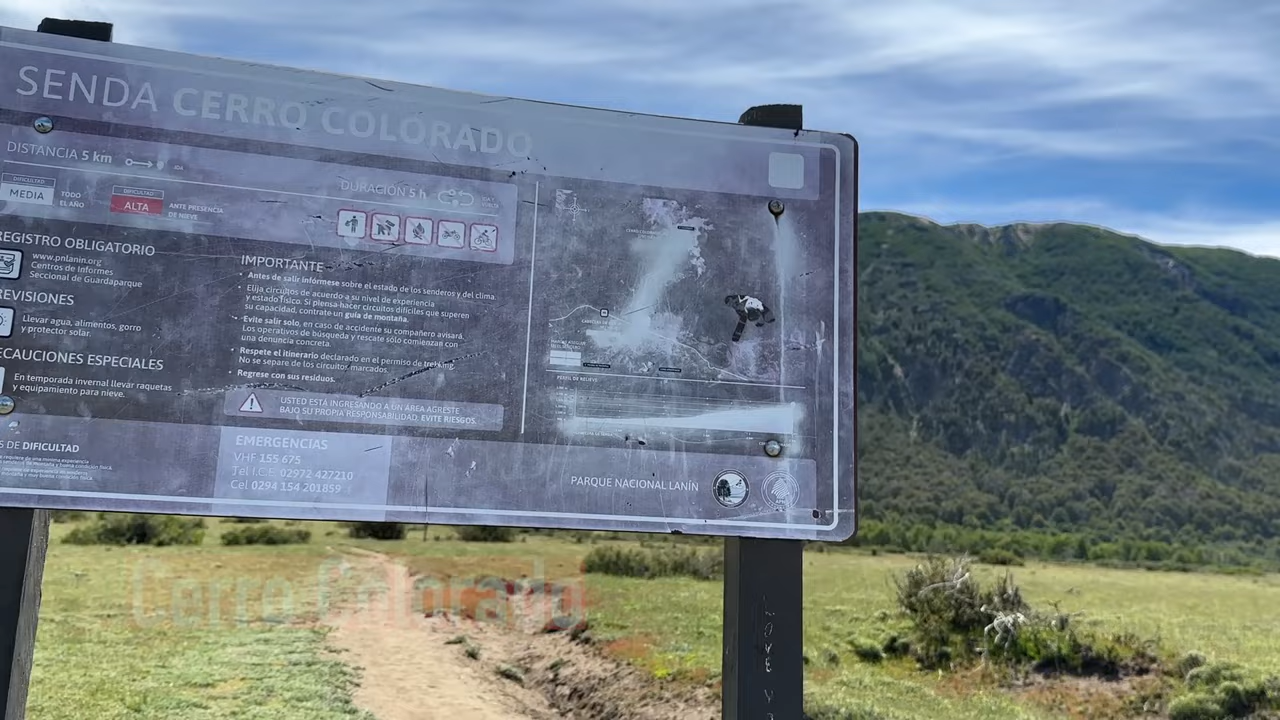 SENDA CERRO COLORADO
DISTANCIA 5 km
DURACIÓN 5 h
DIFICULTAD
MEDIA
TODO
EL AÑO
DIFICULTAD
ALTA
ANTE PRESENCIA
DE NIEVE
REGISTRO OBLIGATORIO
www.pnlanin.org
Centros de Informes
Seccional de Guardaparque
REVISIONES
Llevar agua, alimentos, gorro
y protector solar.
ECAUCIONES ESPECIALES
En temporada invernal llevar raquetas
y equipamiento para nieve.
IMPORTANTE
• Antes de salir infórmese sobre el estado de los senderos y del clima.
• Elija circuitos de acuerdo a su nivel de experiencia
y estado físico. Si piensa hacer circuitos difíciles que superen
su capacidad, contrate un guía de montaña.
• Evite salir solo, en caso de accidente su compañero avisará.
Los operativos de búsqueda y rescate sólo comienzan con
una denuncia concreta.
• Respete el itinerario declarado en el permiso de trekking.
No se separe de los circuitos marcados.
• Regrese con sus residuos.
USTED ESTÁ INGRESANDO A UN ÁREA AGRESTE
BAJO SU PROPIA RESPONSABILIDAD. EVITE RIESGOS.
PERFIL DE RELIEVE
S DE DIFICULTAD
EMERGENCIAS
VHF 155 675
Tel I.C.E. 02972 427210
Cel 0294 154 201859
PARQUE NACIONAL LANÍN
Cerro Colorado
LOVE